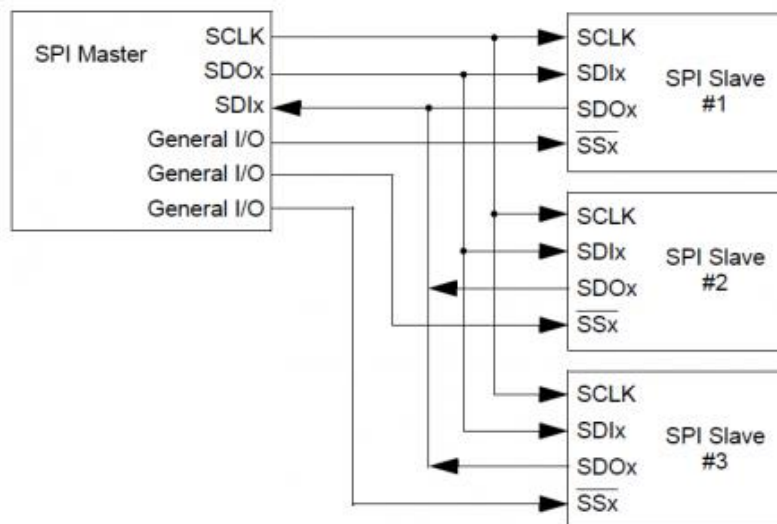 SPI Master
SCLK
SDOx
SDIx
General I/O
General I/O
General I/O
SCLK
SDIx
SDOx
SSx
SPI Slave
#1
SCLK
SDIx
SDOx
SSx
SPI Slave
#2
SCLK
SDIx
SDOx
SSx
SPI Slave
#3